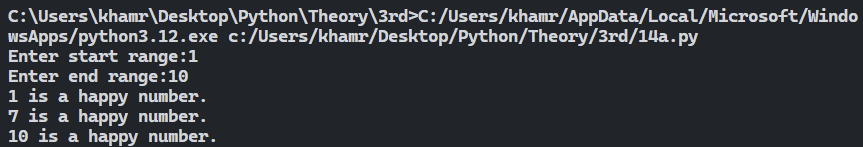 C:\Users\khamr\Desktop\Python\Theory\3rd>C:/Users/khamr/AppData/Local/Microsoft/Windo
wsApps/python3.12.exe c:/Users/khamr/Desktop/Python/Theory/3rd/14a.py
Enter start range:1
Enter end range:10
1 is a happy number.
7 is a happy number.
10 is a happy number.